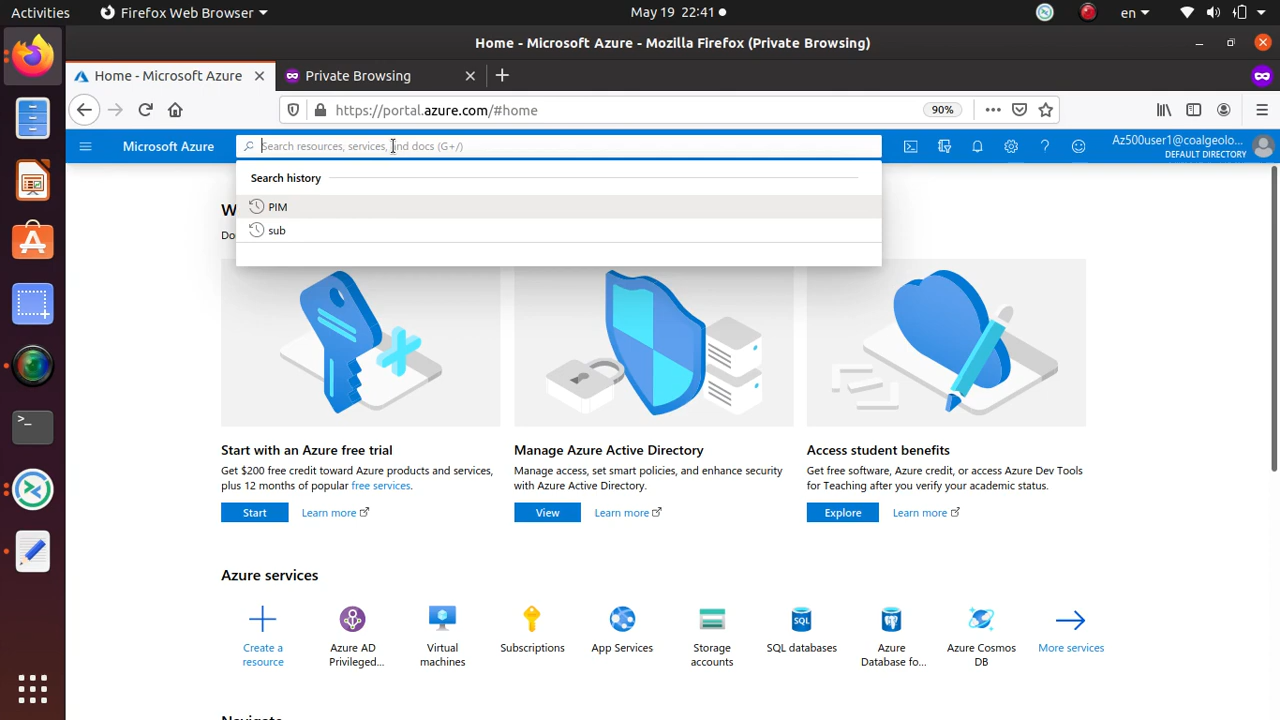 Activities
Firefox Web Browser
May 19 22:41
en
Home - Microsoft Azure - Mozilla Firefox (Private Browsing)
Home - Microsoft Azure
Private Browsing
https://portal.azure.com/#home
90%
Microsoft Azure
Search resources, services, and docs (G+/)
Az500user1@coalgeolo...
DEFAULT DIRECTORY
Search history
PIM
sub
W
Do
Start with an Azure free trial
Get $200 free credit toward Azure products and services,
plus 12 months of popular free services.
Start
Learn more
Manage Azure Active Directory
Manage access, set smart policies, and enhance security
with Azure Active Directory.
View
Learn more
Access student benefits
Get free software, Azure credit, or access Azure Dev Tools
for Teaching after you verify your academic status.
Explore
Learn more
Azure services
Create a
resource
Azure AD
Privileged...
Virtual
machines
Subscriptions
App Services
Storage
accounts
SQL
SQL databases
Azure
Database fo...
Azure Cosmos
DB
More services
Navigate